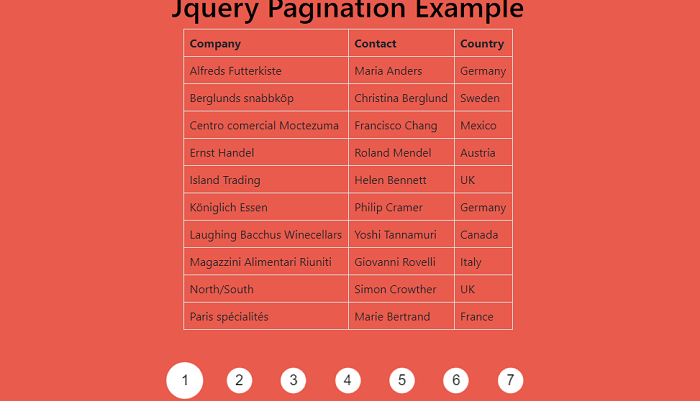 Jquery Pagination Example
Company Contact Country
Alfreds Futterkiste Maria Anders Germany
Berglunds snabbköp Christina Berglund Sweden
Centro comercial Moctezuma Francisco Chang Mexico
Ernst Handel Roland Mendel Austria
Island Trading Helen Bennett UK
Königlich Essen Philip Cramer Germany
Laughing Bacchus Winecellars Yoshi Tannamuri Canada
Magazzini Alimentari Riuniti Giovanni Rovelli Italy
North/South Simon Crowther UK
Paris spécialités Marie Bertrand France
1 2 3 4 5 6 7